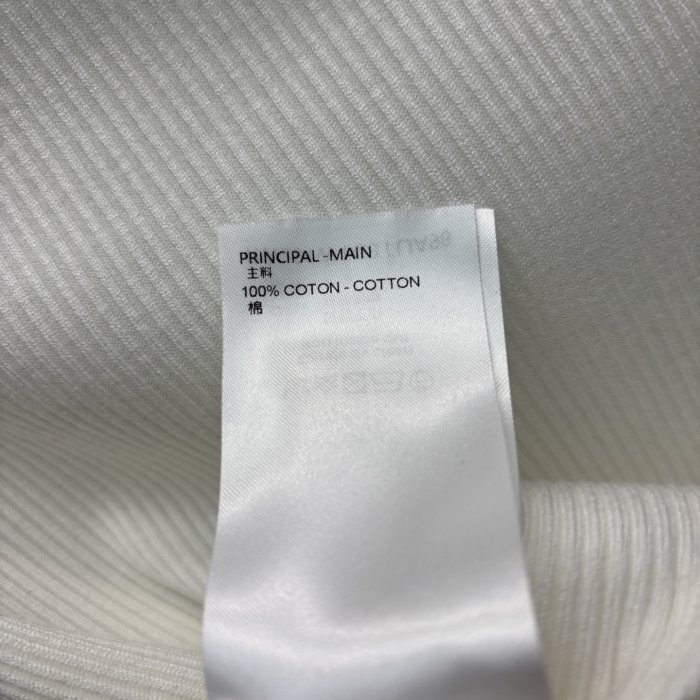 PRINCIPAL -MAIN
主料
100% COTON - COTTON
棉